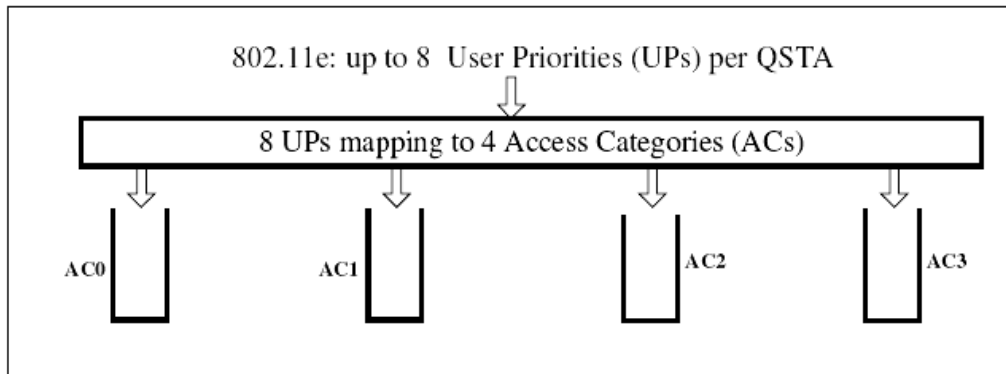 802.11e: up to 8 User Priorities (UPs) per QSTA
8 UPs mapping to 4 Access Categories (ACs)
AC0
AC1
AC2
AC3